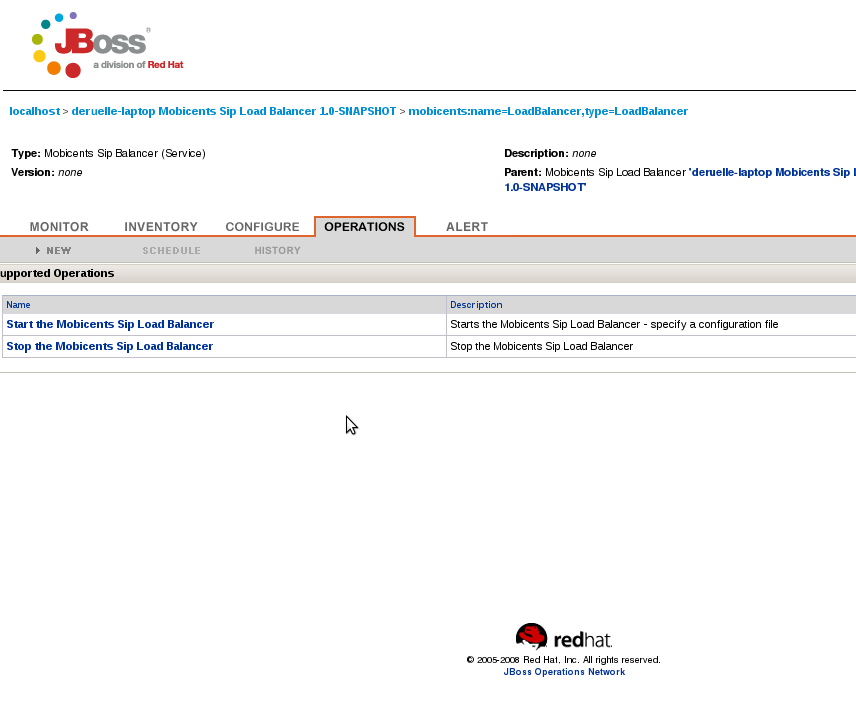 JBoss®
a division of Red Hat
localhost > deruelle-laptop Mobicents Sip Load Balancer 1.0-SNAPSHOT > mobicents:name=LoadBalancer,type=LoadBalancer
Type: Mobicents Sip Balancer (Service)
Description: none
Version: none
Parent: Mobicents Sip Load Balancer 'deruelle-laptop Mobicents Sip L
1.0-SNAPSHOT'
MONITOR INVENTORY CONFIGURE OPERATIONS ALERT
NEW SCHEDULE HISTORY
upported Operations
Name Description
Start the Mobicents Sip Load Balancer Starts the Mobicents Sip Load Balancer - specify a configuration file
Stop the Mobicents Sip Load Balancer Stop the Mobicents Sip Load Balancer
redhat.
© 2005-2008 Red Hat, Inc. All rights reserved.
JBoss Operations Network